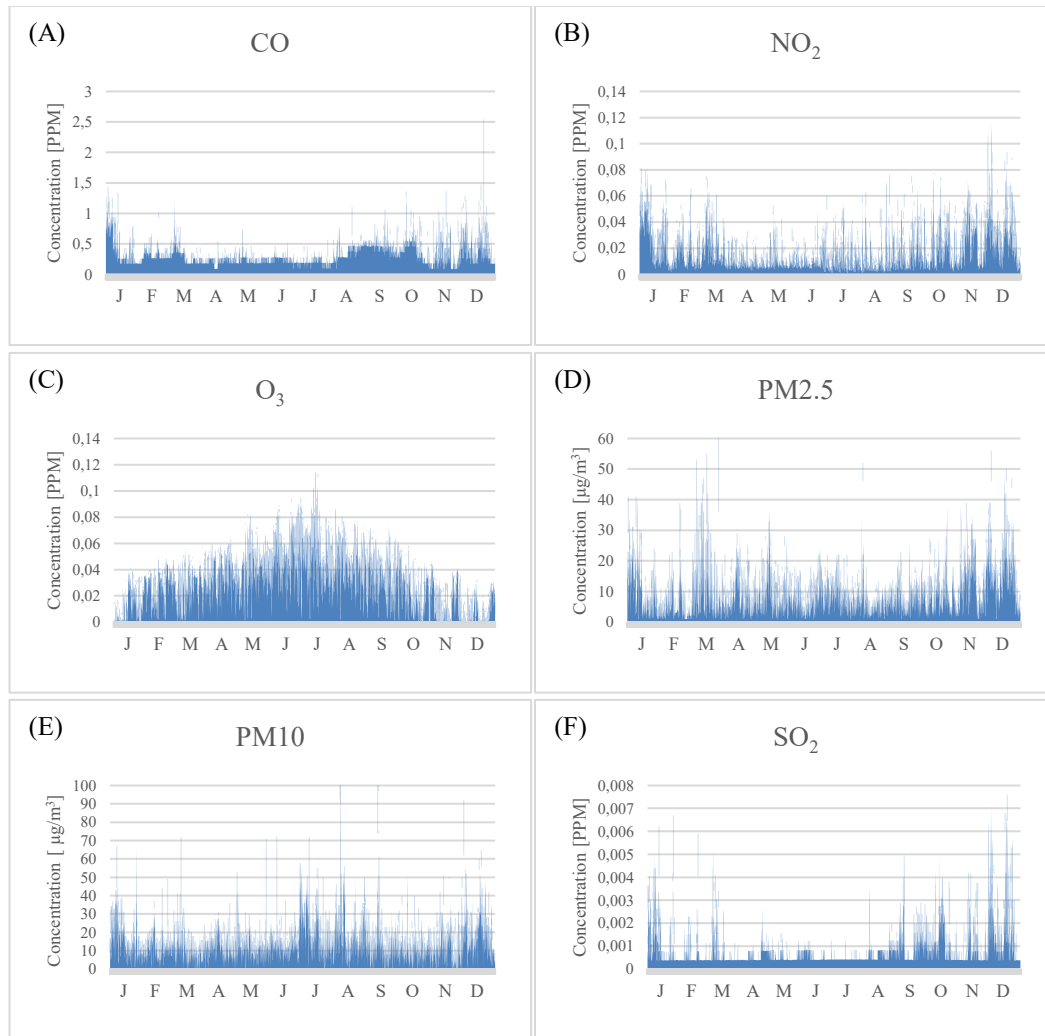 (A)
CO
Concentration [PPM]
3
2,5
2
1,5
1
0,5
0
J F M A M J J A S O N D
(B)
NO₂
Concentration [PPM]
0,14
0,12
0,1
0,08
0,06
0,04
0,02
0
J F M A M J J A S O N D
(C)
O₃
Concentration [PPM]
0,14
0,12
0,1
0,08
0,06
0,04
0,02
0
J F M A M J J A S O N D
(D)
PM2.5
Concentration [µg/m³]
60
50
40
30
20
10
0
J F M A M J J A S O N D
(E)
PM10
Concentration [ µg/m³]
100
90
80
70
60
50
40
30
20
10
0
J F M A M J J A S O N D
(F)
SO₂
Concentration [PPM]
0,008
0,007
0,006
0,005
0,004
0,003
0,002
0,001
0
J F M A M J J A S O N D